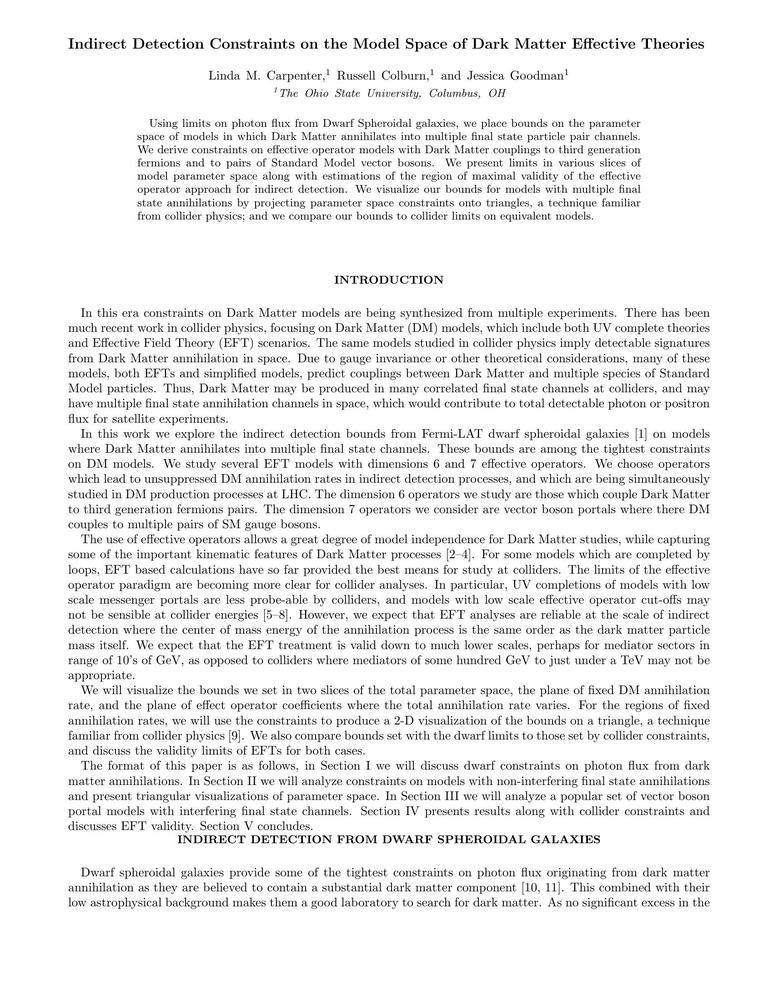 Indirect Detection Constraints on the Model Space of Dark Matter Effective Theories
Linda M. Carpenter,1 Russell Colburn,1 and Jessica Goodman1
1The Ohio State University, Columbus, OH
Using limits on photon flux from Dwarf Spheroidal galaxies, we place bounds on the parameter
space of models in which Dark Matter annihilates into multiple final state particle pair channels.
We derive constraints on effective operator models with Dark Matter couplings to third generation
fermions and to pairs of Standard Model vector bosons. We present limits in various slices of
model parameter space along with estimations of the region of maximal validity of the effective
operator approach for indirect detection. We visualize our bounds for models with multiple final
state annihilations by projecting parameter space constraints onto triangles, a technique familiar
from collider physics; and we compare our bounds to collider limits on equivalent models.
INTRODUCTION
In this era constraints on Dark Matter models are being synthesized from multiple experiments. There has been
much recent work in collider physics, focusing on Dark Matter (DM) models, which include both UV complete theories
and Effective Field Theory (EFT) scenarios. The same models studied in collider physics imply detectable signatures
from Dark Matter annihilation in space. Due to gauge invariance or other theoretical considerations, many of these
models, both EFTs and simplified models, predict couplings between Dark Matter and multiple species of Standard
Model particles. Thus, Dark Matter may be produced in many correlated final state channels at colliders, and may
have multiple final state annihilation channels in space, which would contribute to total detectable photon or positron
flux for satellite experiments.
In this work we explore the indirect detection bounds from Fermi-LAT dwarf spheroidal galaxies [1] on models
where Dark Matter annihilates into multiple final state channels. These bounds are among the tightest constraints
on DM models. We study several EFT models with dimensions 6 and 7 effective operators. We choose operators
which lead to unsuppressed DM annihilation rates in indirect detection processes, and which are being simultaneously
studied in DM production processes at LHC. The dimension 6 operators we study are those which couple Dark Matter
to third generation fermions pairs. The dimension 7 operators we consider are vector boson portals where there DM
couples to multiple pairs of SM gauge bosons.
The use of effective operators allows a great degree of model independence for Dark Matter studies, while capturing
some of the important kinematic features of Dark Matter processes [2–4]. For some models which are completed by
loops, EFT based calculations have so far provided the best means for study at colliders. The limits of the effective
operator paradigm are becoming more clear for collider analyses. In particular, UV completions of models with low
scale messenger portals are less probe-able by colliders, and models with low scale effective operator cut-offs may
not be sensible at collider energies [5–8]. However, we expect that EFT analyses are reliable at the scale of indirect
detection where the center of mass energy of the annihilation process is the same order as the dark matter particle
mass itself. We expect that the EFT treatment is valid down to much lower scales, perhaps for mediator sectors in
range of 10's of GeV, as opposed to colliders where mediators of some hundred GeV to just under a TeV may not be
appropriate.
We will visualize the bounds we set in two slices of the total parameter space, the plane of fixed DM annihilation
rate, and the plane of effect operator coefficients where the total annihilation rate varies. For the regions of fixed
annihilation rates, we will use the constraints to produce a 2-D visualization of the bounds on a triangle, a technique
familiar from collider physics [9]. We also compare bounds set with the dwarf limits to those set by collider constraints,
and discuss the validity limits of EFTs for both cases.
The format of this paper is as follows, in Section I we will discuss dwarf constraints on photon flux from dark
matter annihilations. In Section II we will analyze constraints on models with non-interfering final state annihilations
and present triangular visualizations of parameter space. In Section III we will analyze a popular set of vector boson
portal models with interfering final state channels. Section IV presents results along with collider constraints and
discusses EFT validity. Section V concludes.
INDIRECT DETECTION FROM DWARF SPHEROIDAL GALAXIES
Dwarf spheroidal galaxies provide some of the tightest constraints on photon flux originating from dark matter
annihilation as they are believed to contain a substantial dark matter component [10, 11]. This combined with their
low astrophysical background makes them a good laboratory to search for dark matter. As no significant excess in the